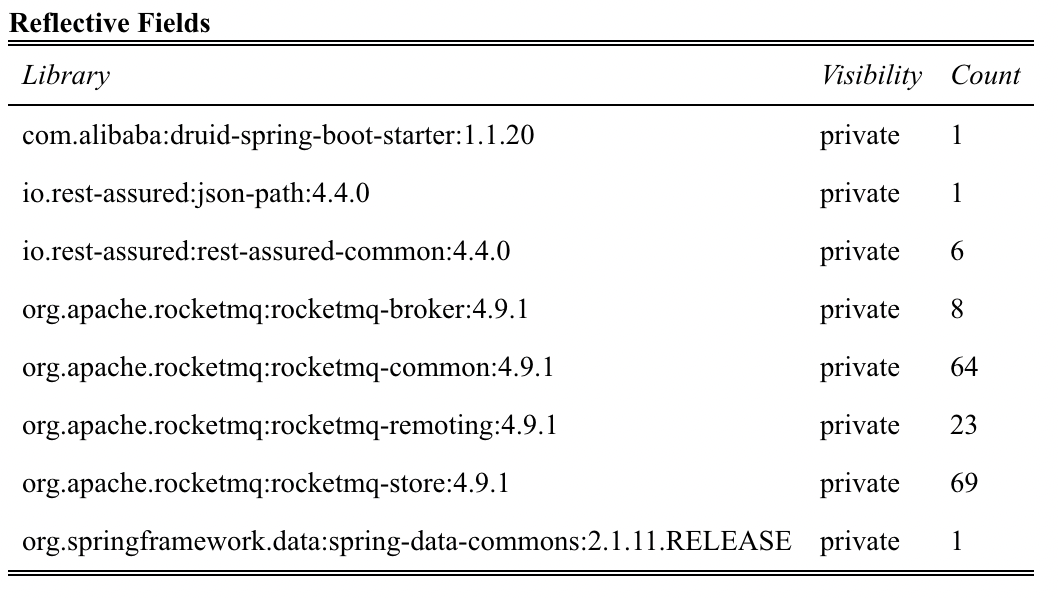 Reflective Fields
Library Visibility Count
com.alibaba:druid-spring-boot-starter:1.1.20 private 1
io.rest-assured:json-path:4.4.0 private 1
io.rest-assured:rest-assured-common:4.4.0 private 6
org.apache.rocketmq:rocketmq-broker:4.9.1 private 8
org.apache.rocketmq:rocketmq-common:4.9.1 private 64
org.apache.rocketmq:rocketmq-remoting:4.9.1 private 23
org.apache.rocketmq:rocketmq-store:4.9.1 private 69
org.springframework.data:spring-data-commons:2.1.11.RELEASE private 1